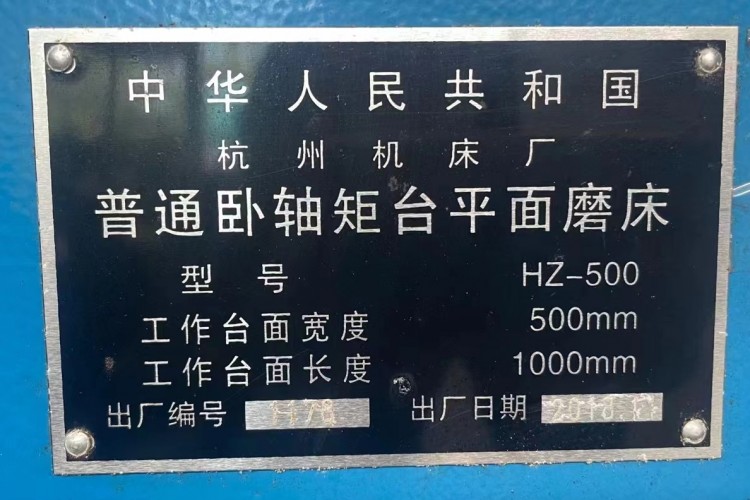 中华人民共和国
杭州机床厂
普通卧轴矩台平面磨床
型号 HZ-500
工作台面宽度 500mm
工作台面长度 1000mm
出厂编号 出厂日期